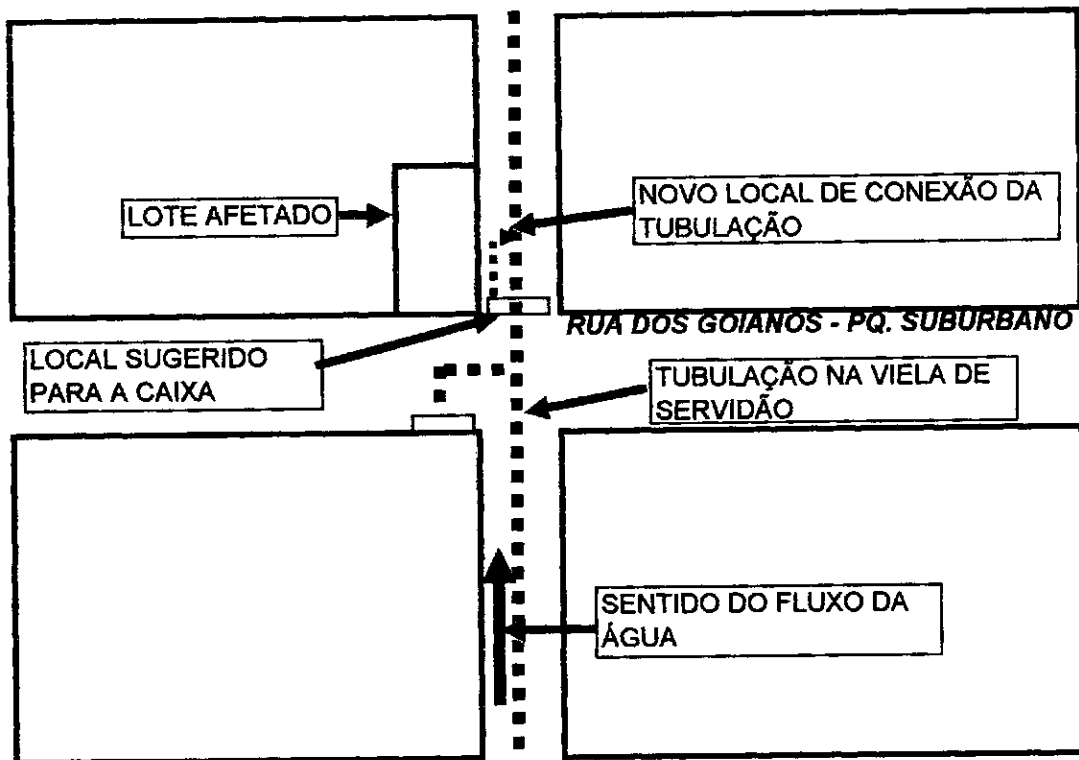 NOVO LOCAL DE CONEXÃO DA
TUBULAÇÃO
LOTE AFETADO
RUA DOS GOIANOS - PQ. SUBURBANO
LOCAL SUGERIDO
PARA A CAIXA
TUBULAÇÃO NA VIELA DE
SERVIDÃO
SENTIDO DO FLUXO DA
ÁGUA